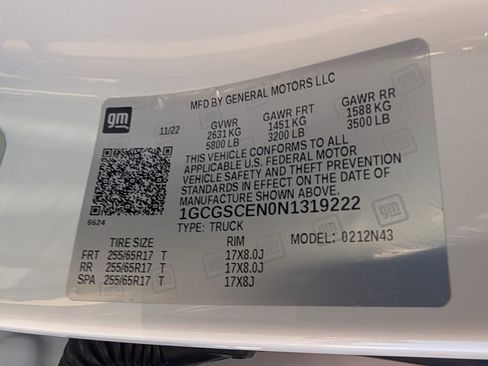 MFD BY GENERAL MOTORS LLC
gm
11/22
GVWR GAWR FRT GAWR RR
2631 KG 1451 KG 1588 KG
5800 LB 3200 LB 3500 LB
THIS VEHICLE CONFORMS TO ALL
APPLICABLE U.S. FEDERAL MOTOR
VEHICLE SAFETY AND THEFT PREVENTION
STANDARDS IN EFFECT ON THE DATE OF
MANUFACTURE SHOWN ABOVE.
1GCGSCEN0N1319222
8624
TYPE: TRUCK MODEL: 0212N43
TIRE SIZE RIM
FRT 255/65R17 T 17X8.0J
RR 255/65R17 T 17X8.0J
SPA 255/65R17 T 17X8J